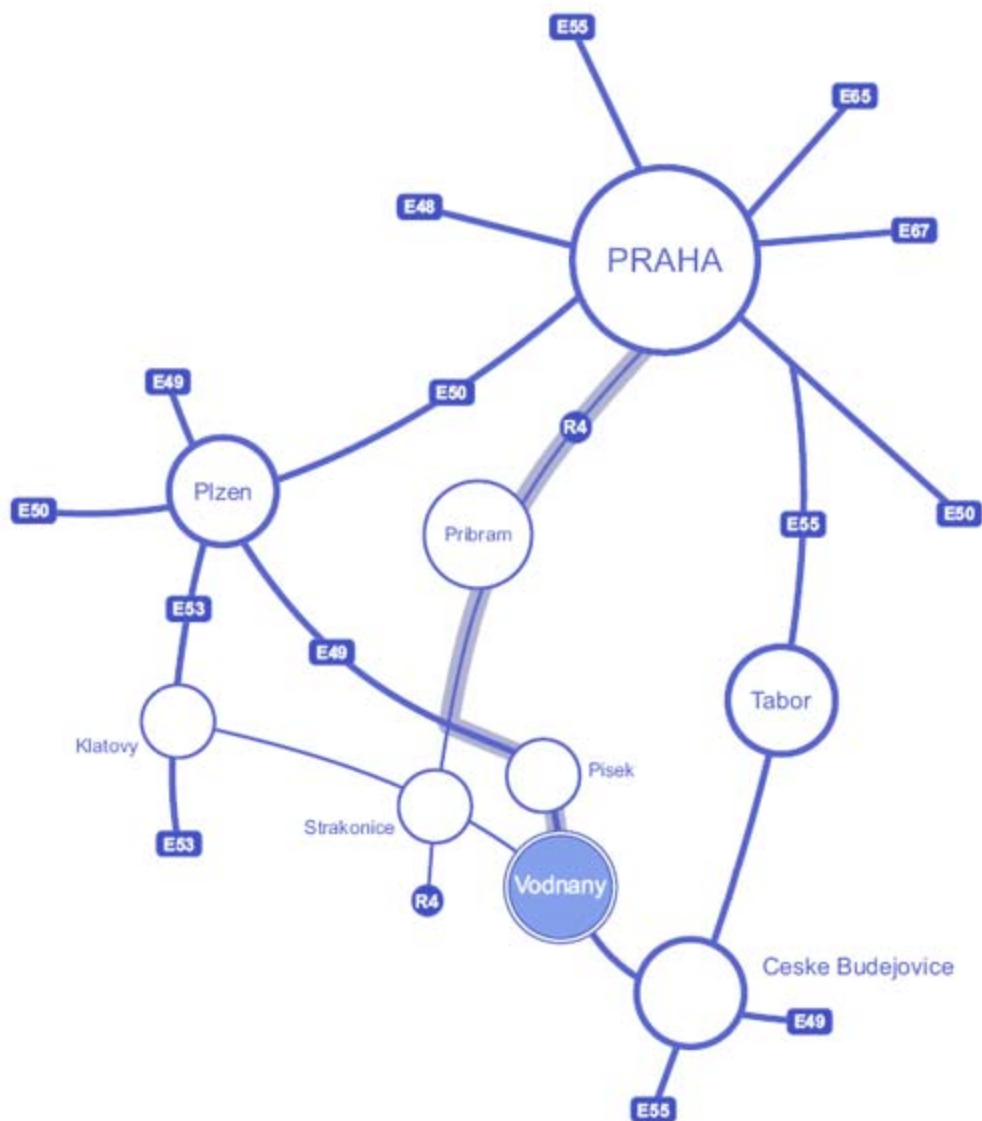 E55
E65
E48
E67
PRAHA
E49
E50
R4
Plzen
E50
Pribram
E55
E50
E53
E49
Klatovy
Tabor
Pisek
Strakonice
E53
Vodnany
R4
Ceske Budejovice
E49
E55